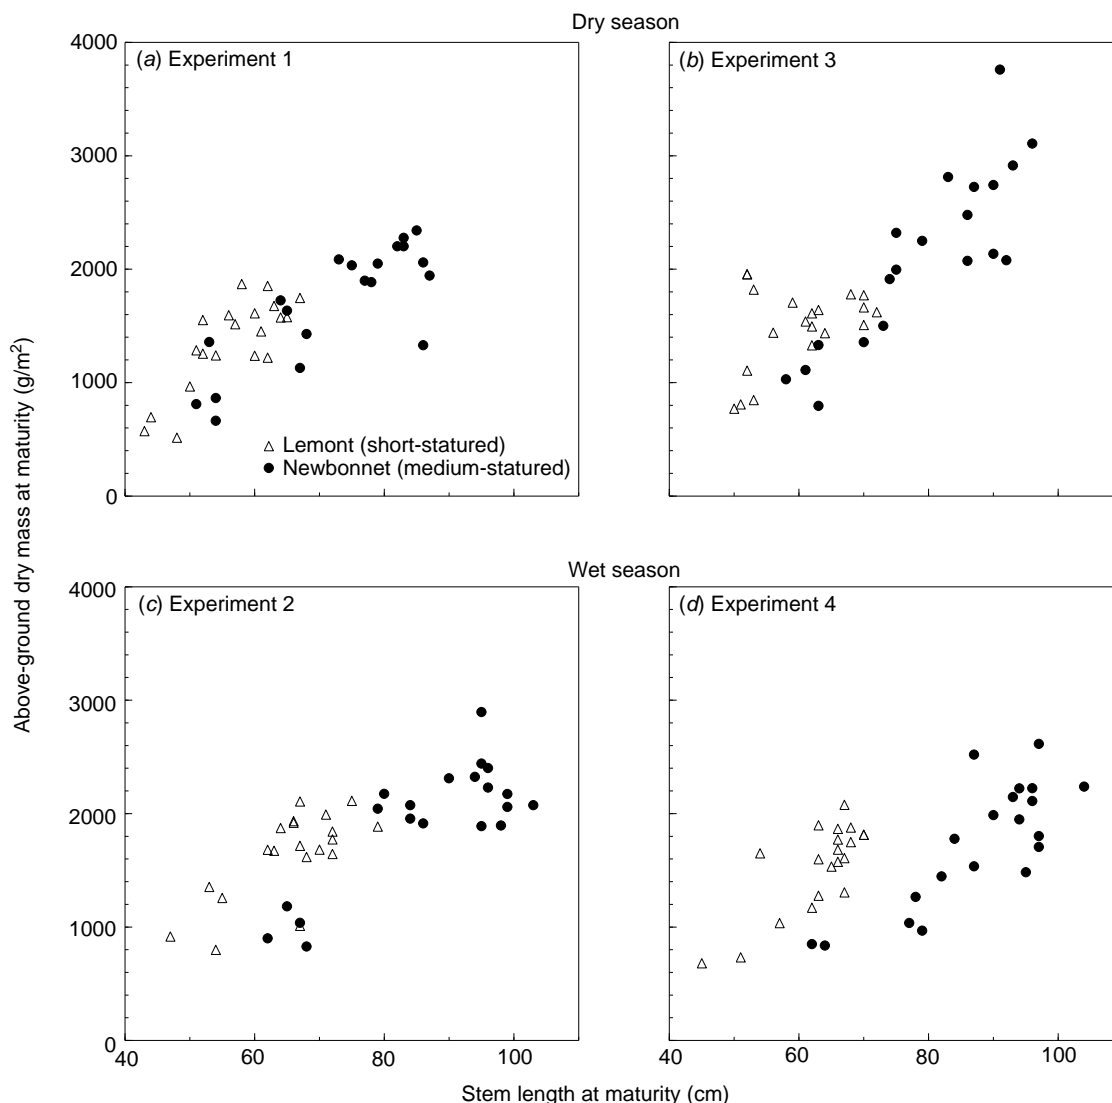 Dry season
(a) Experiment 1
(b) Experiment 3
4000
3000
2000
1000
0
Lemont (short-statured)
Newbonnet (medium-statured)
Above-ground dry mass at maturity (g/m²)
Wet season
(c) Experiment 2
(d) Experiment 4
4000
3000
2000
1000
0
40 60 80 100
40 60 80 100
Stem length at maturity (cm)